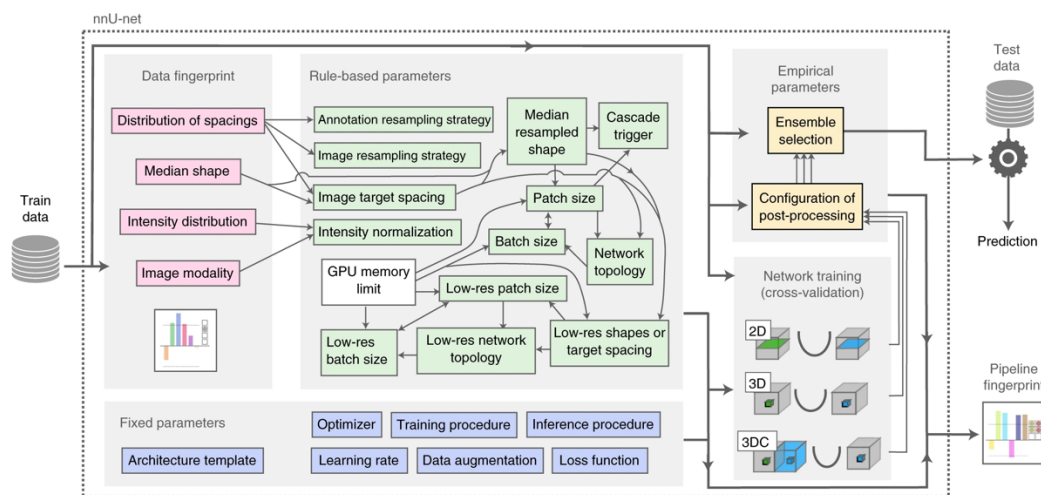 nnU-net
Test
data
Data fingerprint
Rule-based parameters
Empirical
parameters
Distribution of spacings
Annotation resampling strategy
Median
resampled
shape
Cascade
trigger
Ensemble
selection
Image resampling strategy
Median shape
Image target spacing
Patch size
Configuration of
post-processing
Train
data
Intensity distribution
Intensity normalization
Batch size
Network
topology
Prediction
Image modality
GPU memory
limit
Low-res patch size
Network training
(cross-validation)
Low-res
batch size
Low-res network
topology
Low-res shapes or
target spacing
2D
3D
3DC
Pipeline
fingerprint
Fixed parameters
Optimizer
Training procedure
Inference procedure
Architecture template
Learning rate
Data augmentation
Loss function